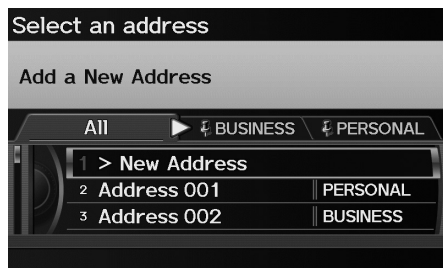 Select an address
Add a New Address
All BUSINESS PERSONAL
1 > New Address
2 Address 001 PERSONAL
3 Address 002 BUSINESS